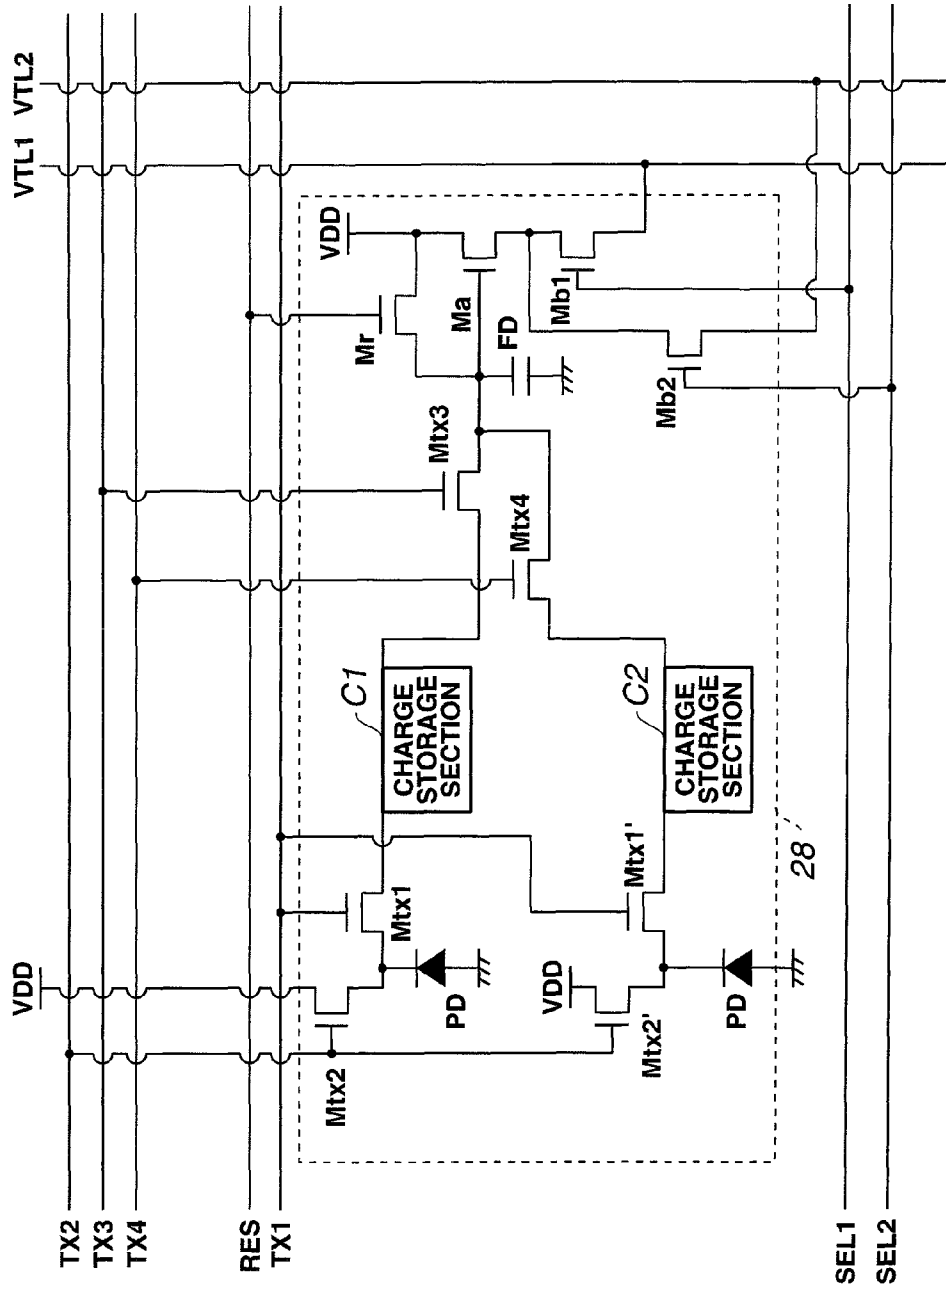 VTL1 VTL2
TX2
TX3
TX4
RES
TX1
VDD
VDD
Mr
Ma
FD
Mb1
Mb2
Mtx3
Mtx4
C1
CHARGE
STORAGE
SECTION
C2
CHARGE
STORAGE
SECTION
Mtx1
Mtx1'
PD
VDD
PD
Mtx2
Mtx2'
28
SEL1
SEL2